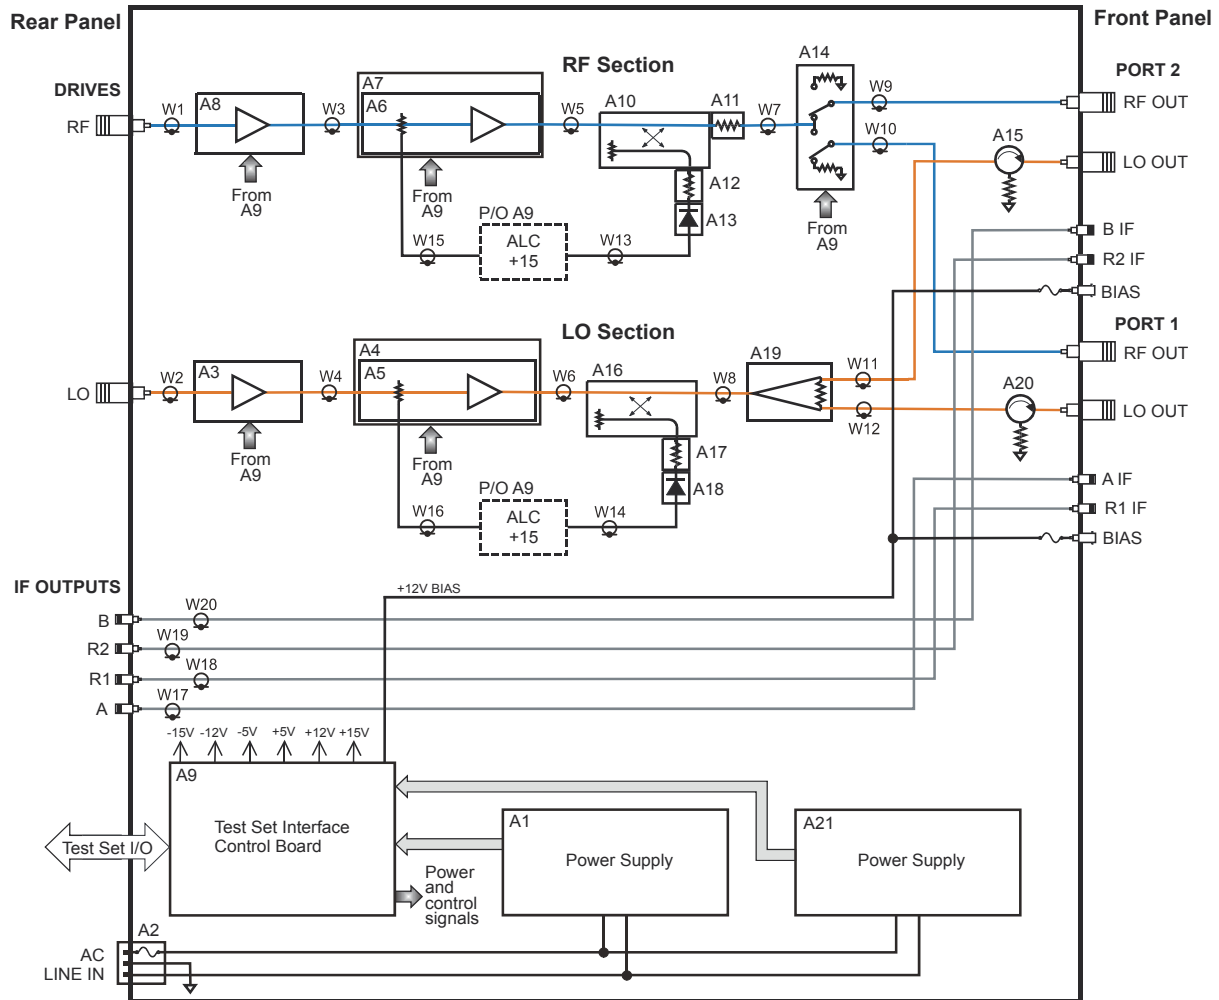 Rear Panel
Front Panel
RF Section
DRIVES
RF
W1
A8
From
A9
W3
A7
A6
From
A9
W5
A10
A11
W7
A14
From
A9
W9
W10
A12
A13
P/O A9
ALC
+15
W15
W13
PORT 2
RF OUT
A15
LO OUT
B IF
R2 IF
BIAS
LO Section
LO
W2
A3
From
A9
W4
A4
A5
From
A9
W6
A16
W8
A19
W11
W12
A17
A18
P/O A9
ALC
+15
W16
W14
PORT 1
RF OUT
A20
LO OUT
A IF
R1 IF
BIAS
+12V BIAS
IF OUTPUTS
B
W20
R2
W19
R1
W18
A
W17
-15V
-12V
-5V
+5V
+12V
+15V
A9
Test Set Interface
Control Board
Test Set I/O
Power
and
control
signals
A1
Power Supply
A21
Power Supply
A2
AC
LINE IN